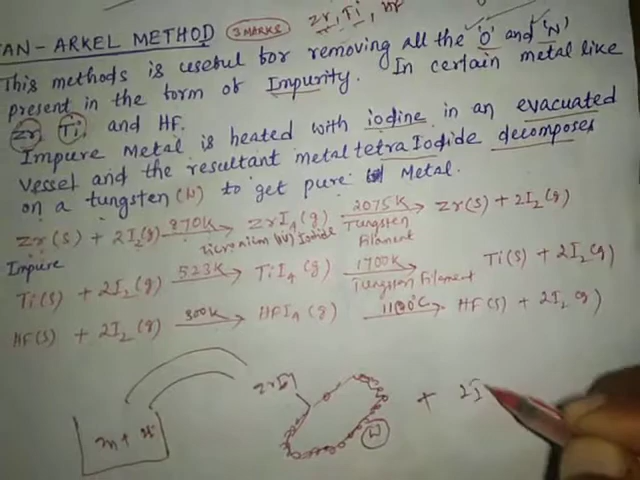 Zr, Ti, HF
AN-ARKEL METHOD 3 MARKS
This methods is useful for removing all the 'O' and 'N'
present in the form of Impurity. In certain metal like
Zr, Ti and HF.
Impure Metal is heated with iodine in an evacuated
vessel and the resultant metal tetra Iodide decomposes
on a tungsten (W) to get pure Metal.
Zr(s) + 2I2(g) 870K → ZrI4(g) 2075K → Zr(s) + 2I2(g)
Impure Zirconium (IV) Iodide Tungsten Filament
Ti(s) + 2I2(g) 523K → TiI4(g) 1700K → Ti(s) + 2I2(g)
Tungsten Filament
HF(s) + 2I2(g) 300K → HFI4(g) 1100°C → HF(s) + 2I2(g)
ZrI4 + 2I
m + W